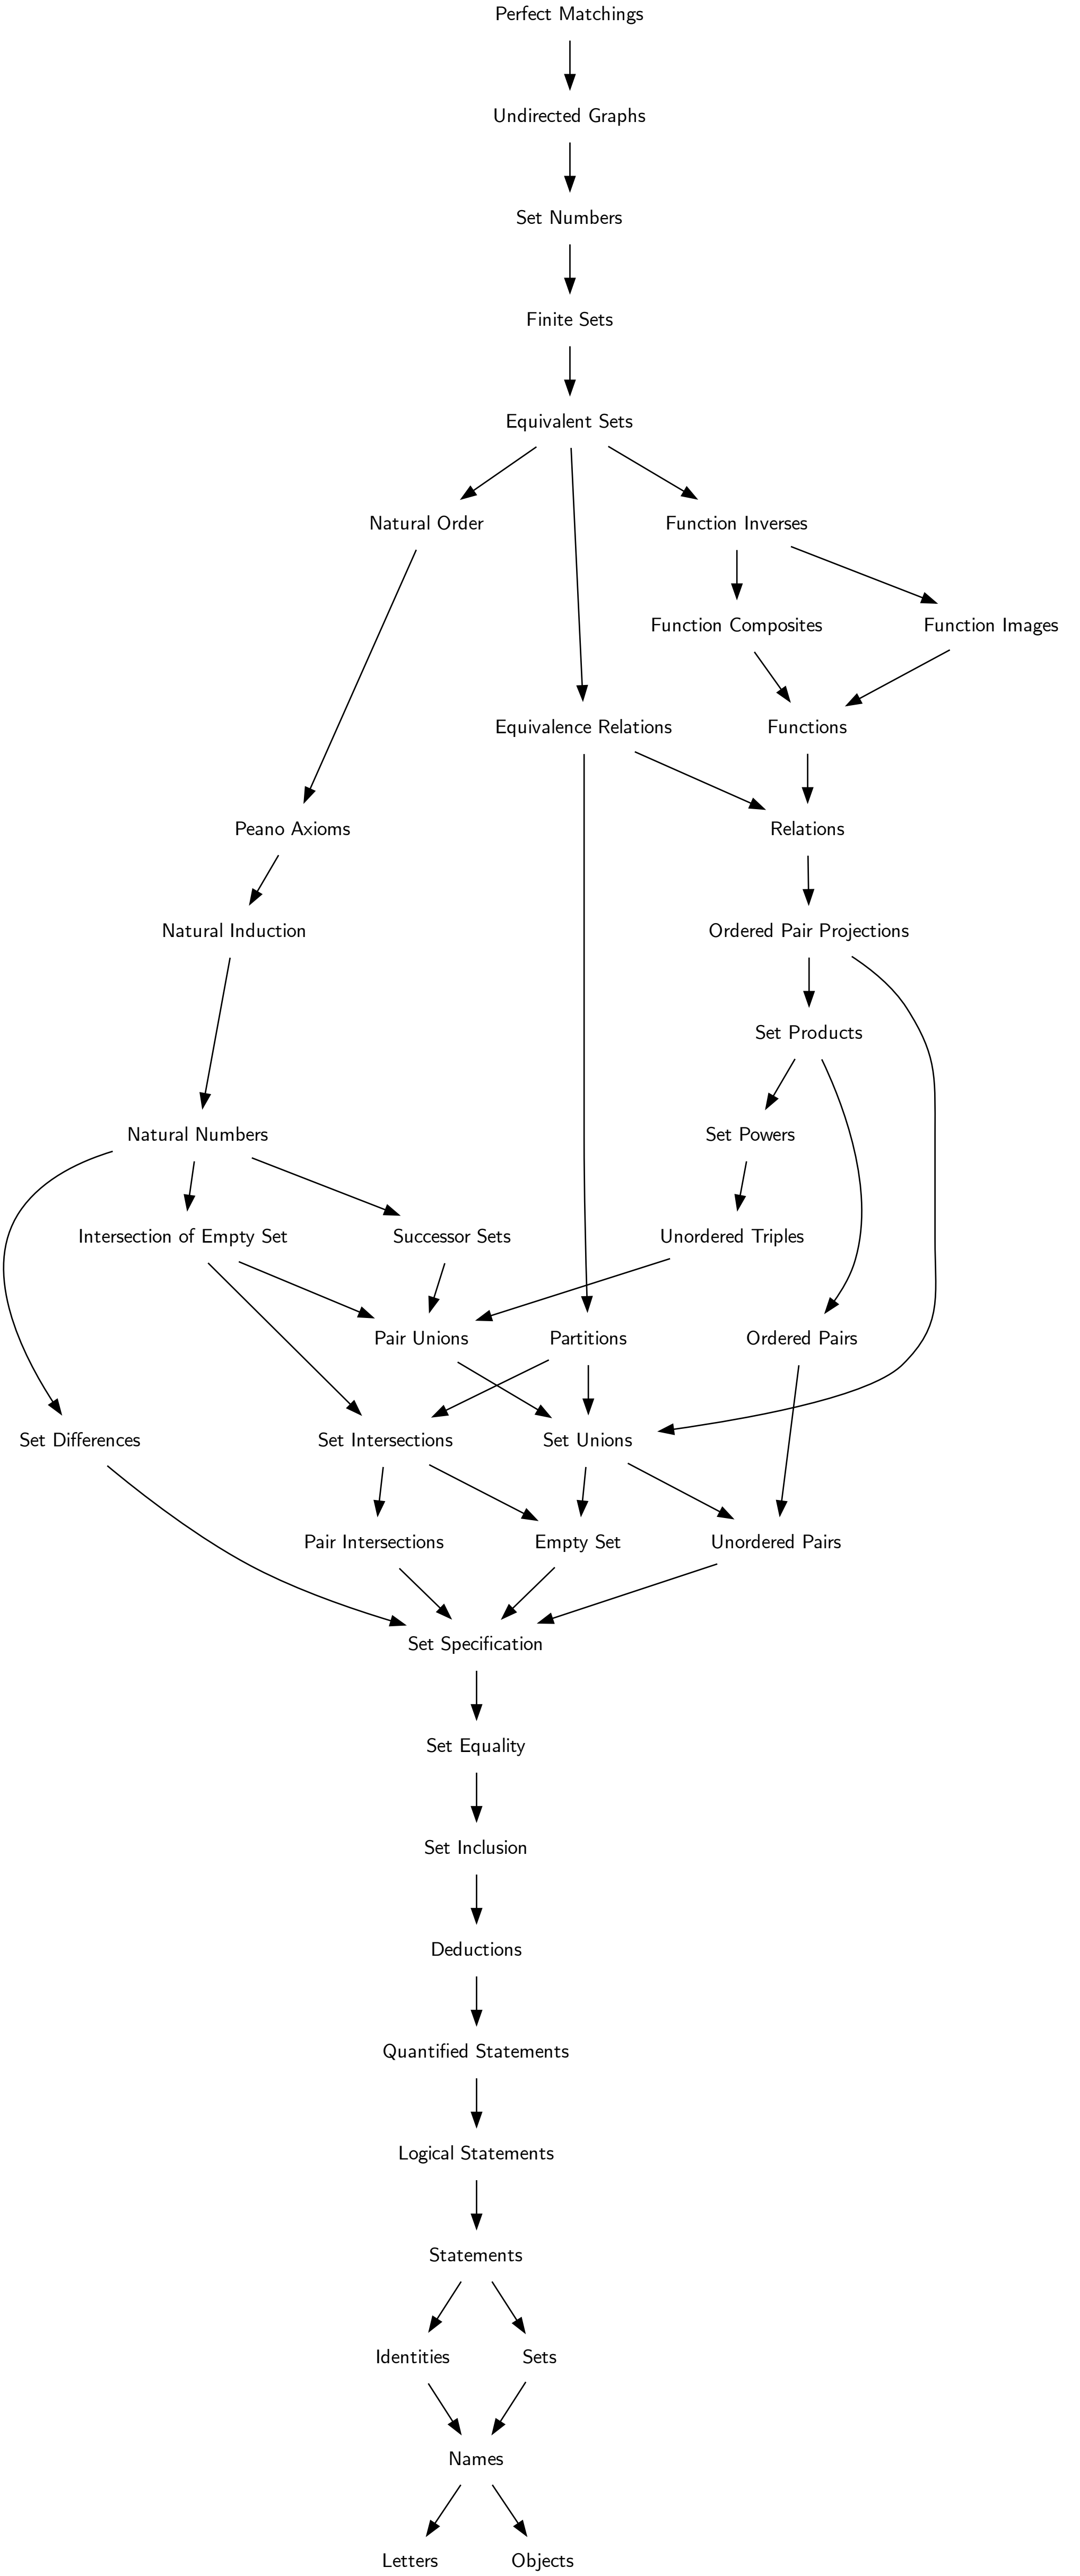 Perfect Matchings
Undirected Graphs
Set Numbers
Finite Sets
Equivalent Sets
Natural Order
Function Inverses
Function Composites
Function Images
Equivalence Relations
Functions
Peano Axioms
Relations
Natural Induction
Ordered Pair Projections
Set Products
Natural Numbers
Set Powers
Intersection of Empty Set
Successor Sets
Unordered Triples
Pair Unions
Partitions
Ordered Pairs
Set Differences
Set Intersections
Set Unions
Pair Intersections
Empty Set
Unordered Pairs
Set Specification
Set Equality
Set Inclusion
Deductions
Quantified Statements
Logical Statements
Statements
Identities
Sets
Names
Letters
Objects